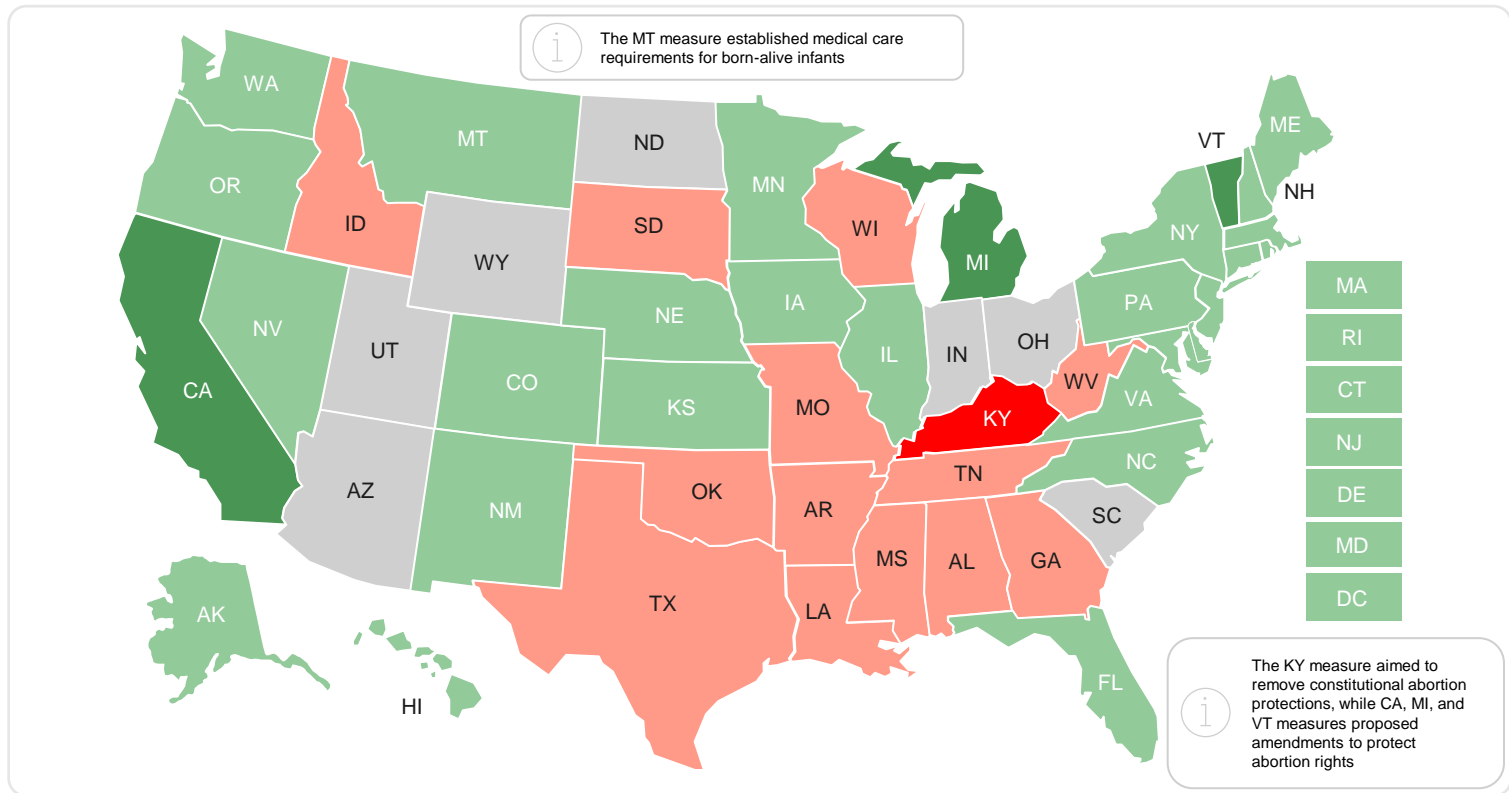 The MT measure established medical care
requirements for born-alive infants
WA
MT
ND
ME
VT
OR
MN
NH
ID
SD
WI
NY
WY
MI
MA
PA
NE
IA
NV
RI
UT
IL
IN
OH
CO
WV
CT
CA
KS
MO
VA
KY
NJ
NC
TN
AZ
OK
DE
NM
AR
SC
MS
AL
GA
MD
TX
LA
DC
AK
FL
HI
The KY measure aimed to
remove constitutional abortion
protections, while CA, MI, and
VT measures proposed
amendments to protect
abortion rights